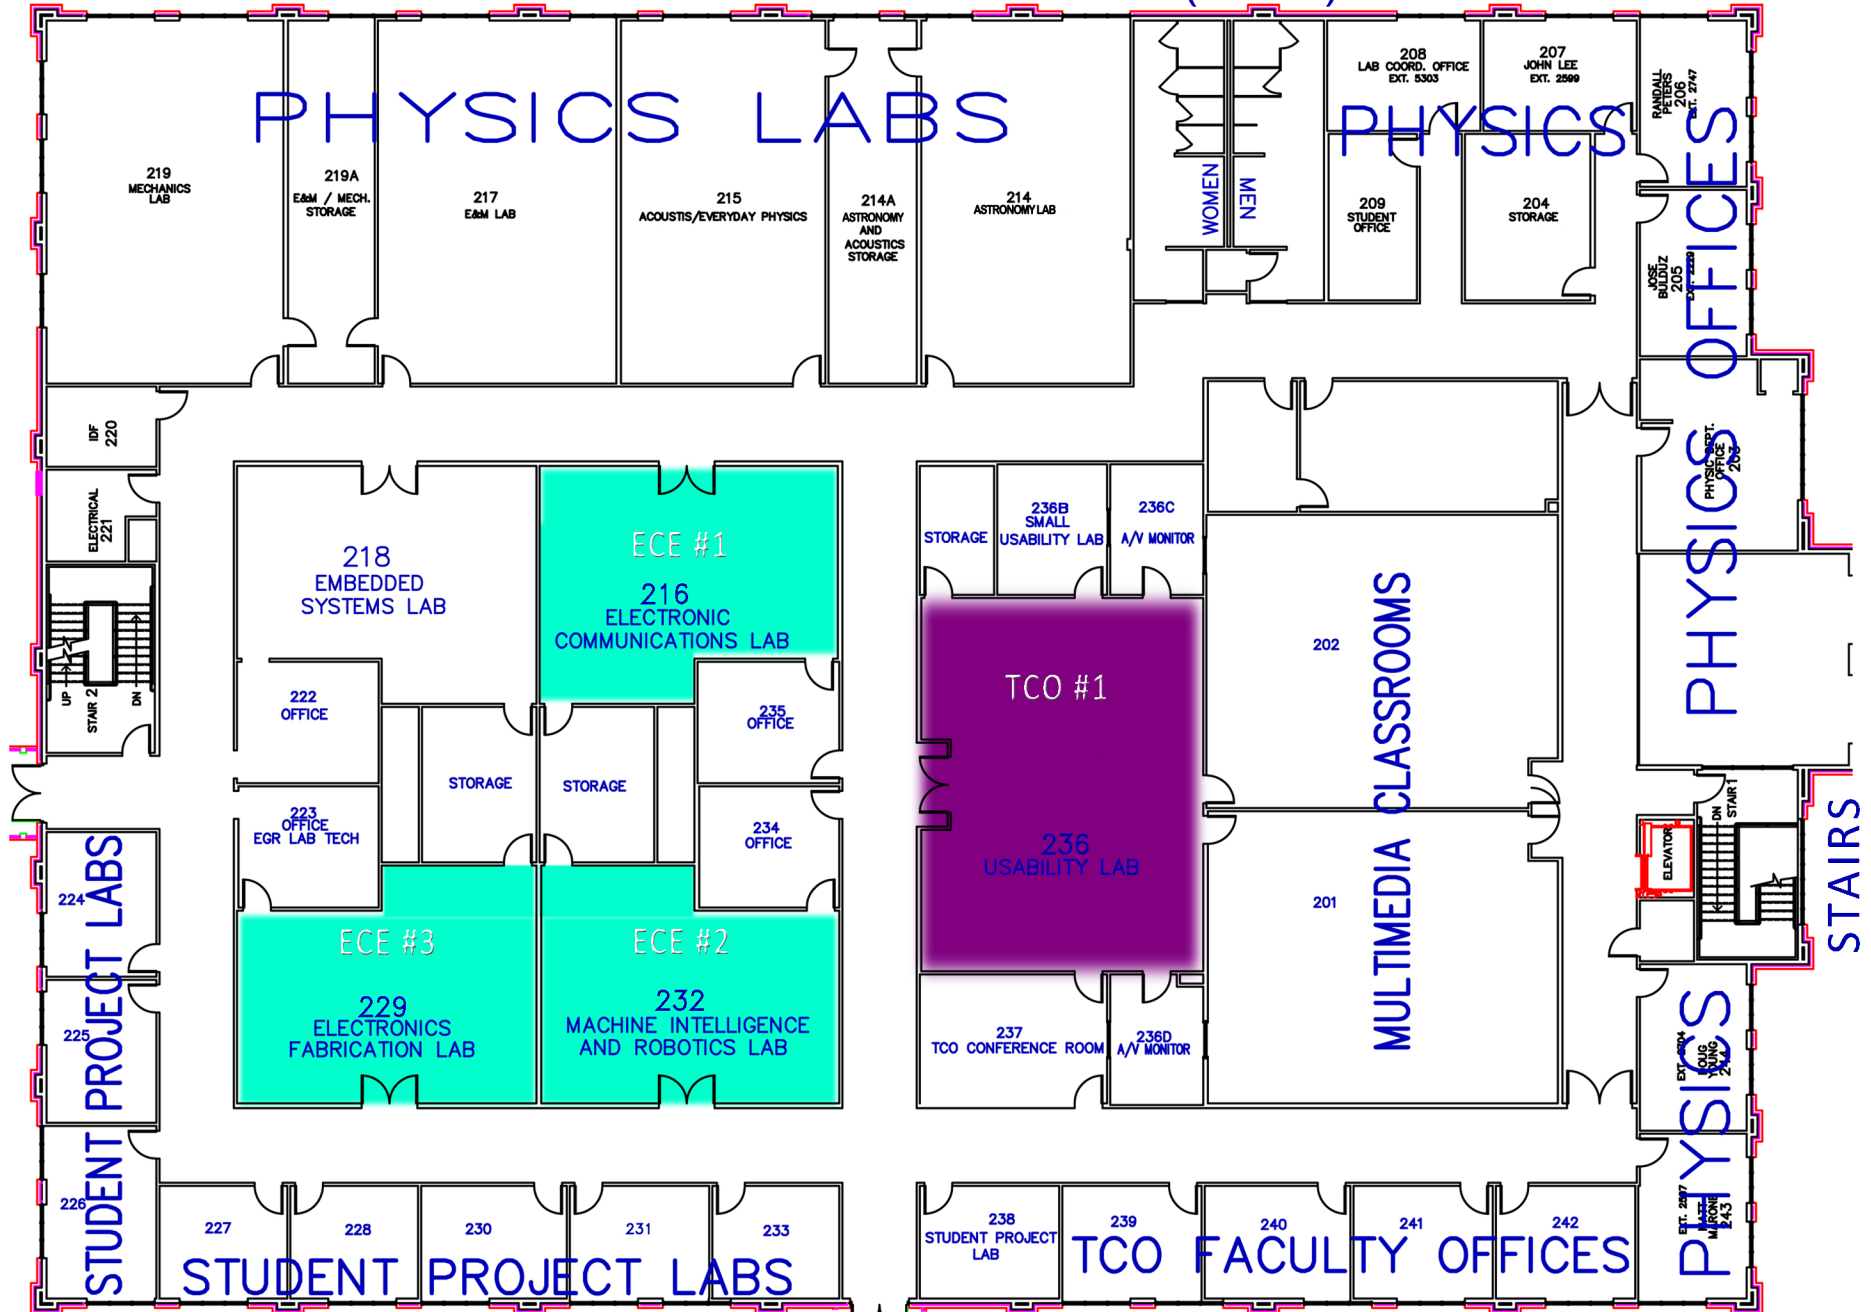 PHYSICS LABS
PHYSICS
PHYSICS OFFICES
219
MECHANICS
LAB
219A
E&M / MECH.
STORAGE
217
E&M LAB
215
ACOUSTIS/EVERYDAY PHYSICS
214A
ASTRONOMY
AND
ACOUSTICS
STORAGE
214
ASTRONOMY LAB
WOMEN
MEN
208
LAB COORD. OFFICE
EXT. 5303
207
JOHN LEE
EXT. 2599
RANDALL
PETERS
206
EXT. 2747
209
STUDENT
OFFICE
204
STORAGE
JOSE
BULDUZ
205
IDF
220
ELECTRICAL
221
PHYSIC DEPT.
OFFICE
203
218
EMBEDDED
SYSTEMS LAB
ECE #1
216
ELECTRONIC
COMMUNICATIONS LAB
STORAGE
236B
SMALL
USABILITY LAB
236C
A/V MONITOR
UP
STAIR 2
DN
222
OFFICE
235
OFFICE
STORAGE
STORAGE
223
OFFICE
EGR LAB TECH
234
OFFICE
TCO #1
236
USABILITY LAB
202
201
MULTIMEDIA CLASSROOMS
DN
STAIR 1
ELEVATOR
STAIRS
STUDENT PROJECT LABS
224
225
226
ECE #3
229
ELECTRONICS
FABRICATION LAB
ECE #2
232
MACHINE INTELLIGENCE
AND ROBOTICS LAB
237
TCO CONFERENCE ROOM
236D
A/V MONITOR
PHYSICS
DOUG
YOUNG
EXT. 2597
MATT
MARONE
243
227
228
230
231
233
STUDENT PROJECT LABS
238
STUDENT PROJECT
LAB
239
240
241
242
TCO FACULTY OFFICES